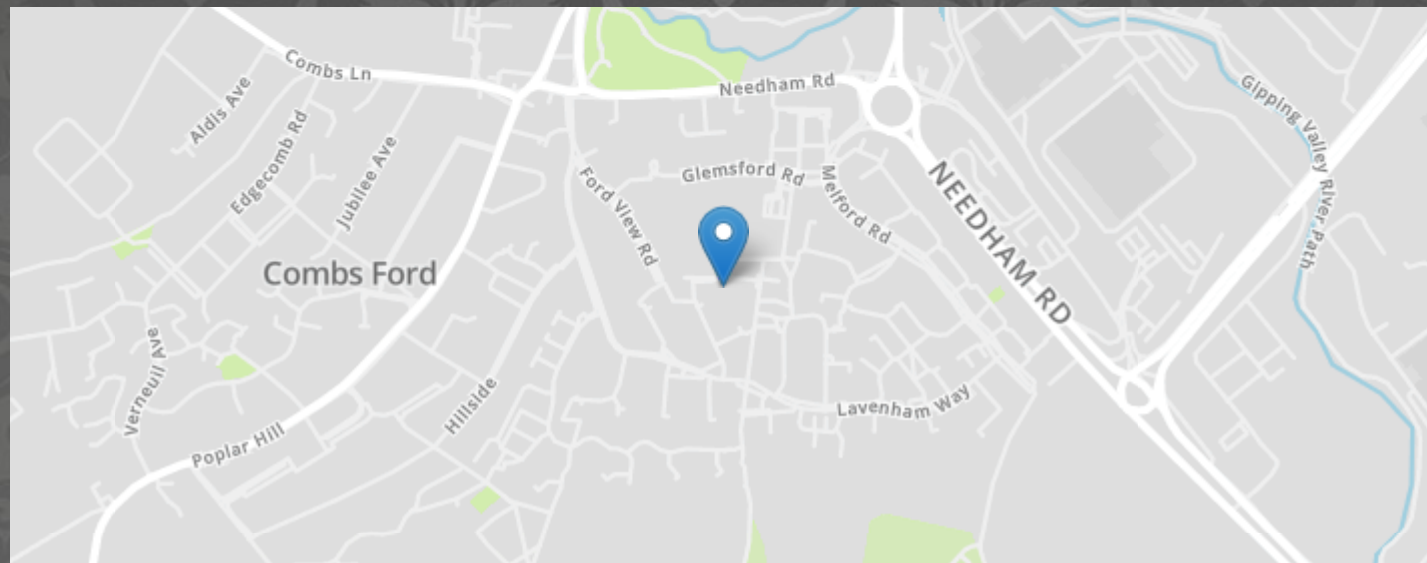 Combs Ln
Needham Rd
Aldis Ave
Edgecomb Rd
Jubilee Ave
Gipping Valley River Path
Glemsford Rd
Ford View Rd
Melford Rd
NEEDHAM RD
Combs Ford
Verneuil Ave
Hillside
Lavenham Way
Poplar Hill